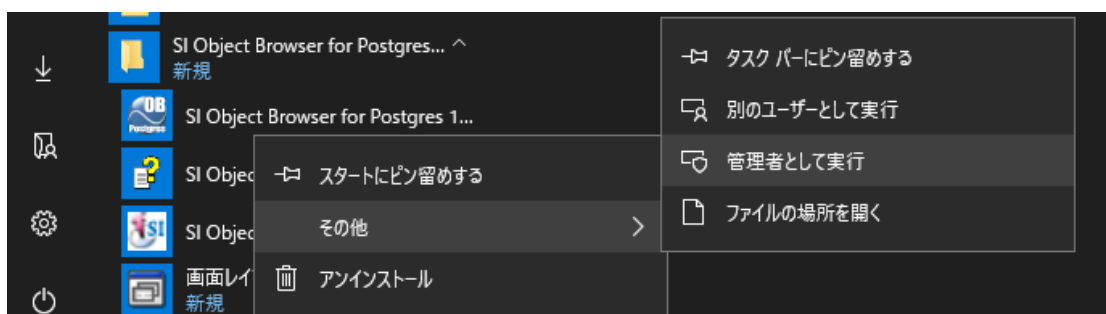 SI Object Browser for Postgres... ^
新規
OB
Postgres
SI Object Browser for Postgres 1...
SI Objec
SI
SI Objec
画面レイ
新規
スタートにピン留めする
その他
アンインストール
タスク バーにピン留めする
別のユーザーとして実行
管理者として実行
ファイルの場所を開く